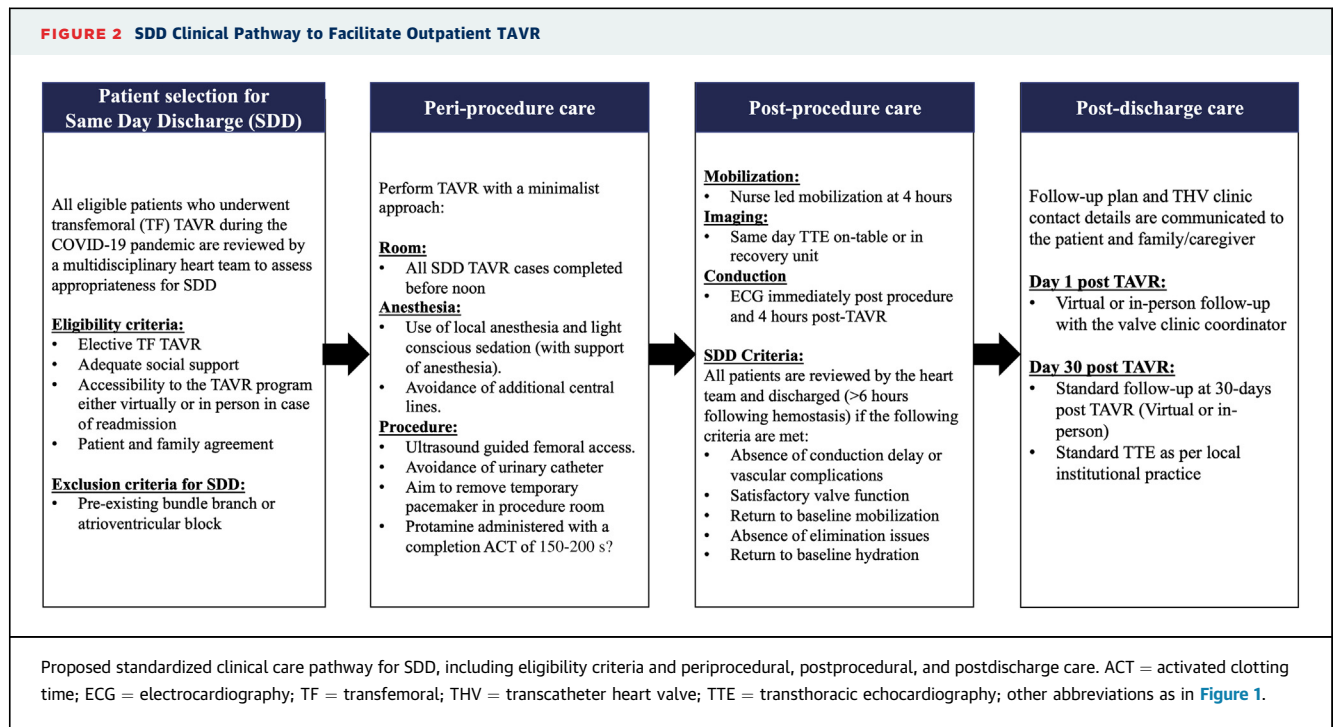 FIGURE 2 SDD Clinical Pathway to Facilitate Outpatient TAVR
Patient selection for
Same Day Discharge (SDD)
All eligible patients who underwent
transfemoral (TF) TAVR during the
COVID-19 pandemic are reviewed by
a multidisciplinary heart team to assess
appropriateness for SDD
Eligibility criteria:
• Elective TF TAVR
• Adequate social support
• Accessibility to the TAVR program
either virtually or in person in case
of readmission
• Patient and family agreement
Exclusion criteria for SDD:
• Pre-existing bundle branch or
atrioventricular block
Peri-procedure care
Perform TAVR with a minimalist
approach:
Room:
• All SDD TAVR cases completed
before noon
Anesthesia:
• Use of local anesthesia and light
conscious sedation (with support
of anesthesia).
• Avoidance of additional central
lines.
Procedure:
• Ultrasound guided femoral access.
• Avoidance of urinary catheter
• Aim to remove temporary
pacemaker in procedure room
• Protamine administered with a
completion ACT of 150-200 s?
Post-procedure care
Mobilization:
• Nurse led mobilization at 4 hours
Imaging:
• Same day TTE on-table or in
recovery unit
Conduction
• ECG immediately post procedure
and 4 hours post-TAVR
SDD Criteria:
All patients are reviewed by the heart
team and discharged (>6 hours
following hemostasis) if the following
criteria are met:
• Absence of conduction delay or
vascular complications
• Satisfactory valve function
• Return to baseline mobilization
• Absence of elimination issues
• Return to baseline hydration
Post-discharge care
Follow-up plan and THV clinic
contact details are communicated to
the patient and family/caregiver
Day 1 post TAVR:
• Virtual or in-person follow-up
with the valve clinic coordinator
Day 30 post TAVR:
• Standard follow-up at 30-days
post TAVR (Virtual or in-
person)
• Standard TTE as per local
institutional practice
Proposed standardized clinical care pathway for SDD, including eligibility criteria and periprocedural, postprocedural, and postdischarge care. ACT = activated clotting
time; ECG = electrocardiography; TF = transfemoral; THV = transcatheter heart valve; TTE = transthoracic echocardiography; other abbreviations as in Figure 1.